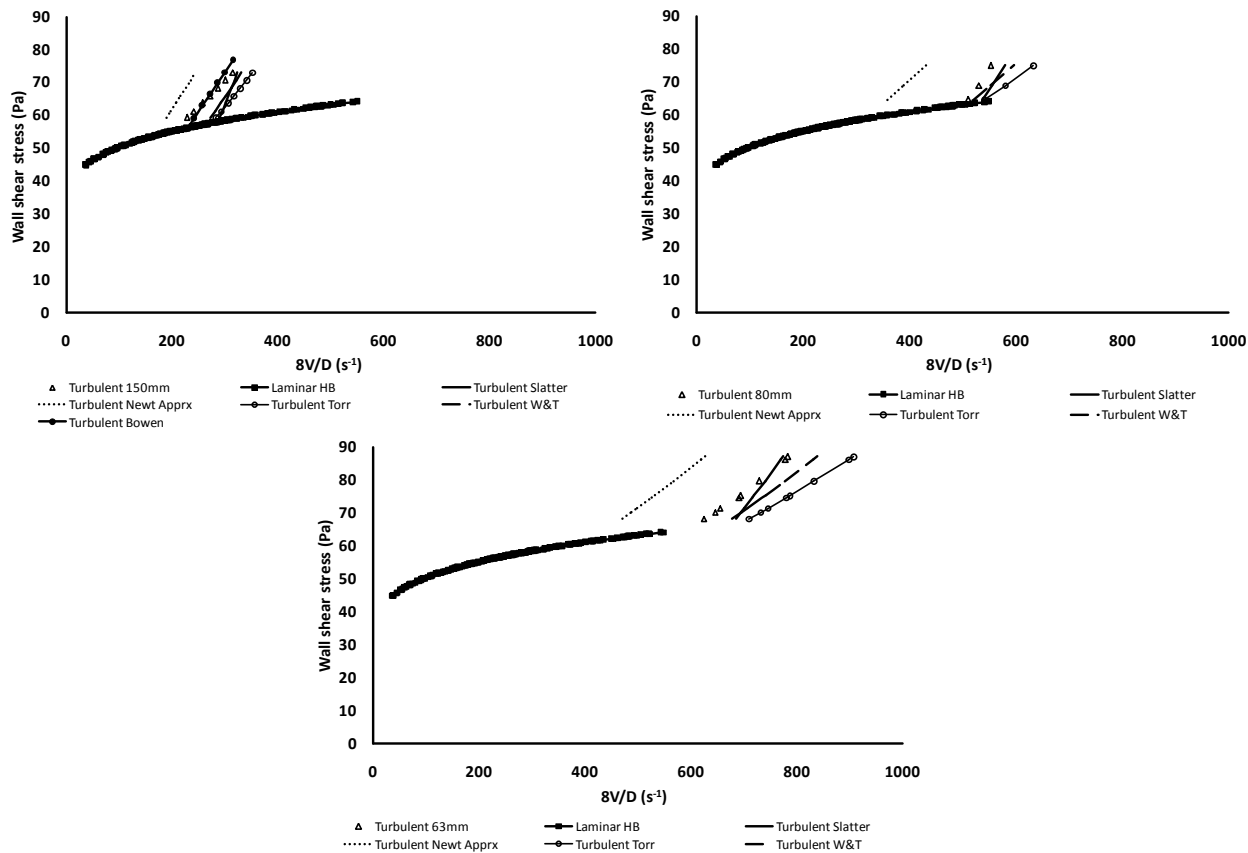 90
80
70
60
50
40
30
20
10
0
Wall shear stress (Pa)
0 200 400 600 800 1000
8V/D (s⁻¹)
Turbulent 150mm Laminar HB Turbulent Slatter
Turbulent Newt Apprx Turbulent Torr Turbulent W&T
Turbulent Bowen
90
80
70
60
50
40
30
20
10
0
Wall shear stress (Pa)
0 200 400 600 800 1000
8V/D (s⁻¹)
Turbulent 80mm Laminar HB Turbulent Slatter
Turbulent Newt Apprx Turbulent Torr Turbulent W&T
90
80
70
60
50
40
30
20
10
0
Wall shear stress (Pa)
0 200 400 600 800 1000
8V/D (s⁻¹)
Turbulent 63mm Laminar HB Turbulent Slatter
Turbulent Newt Apprx Turbulent Torr Turbulent W&T